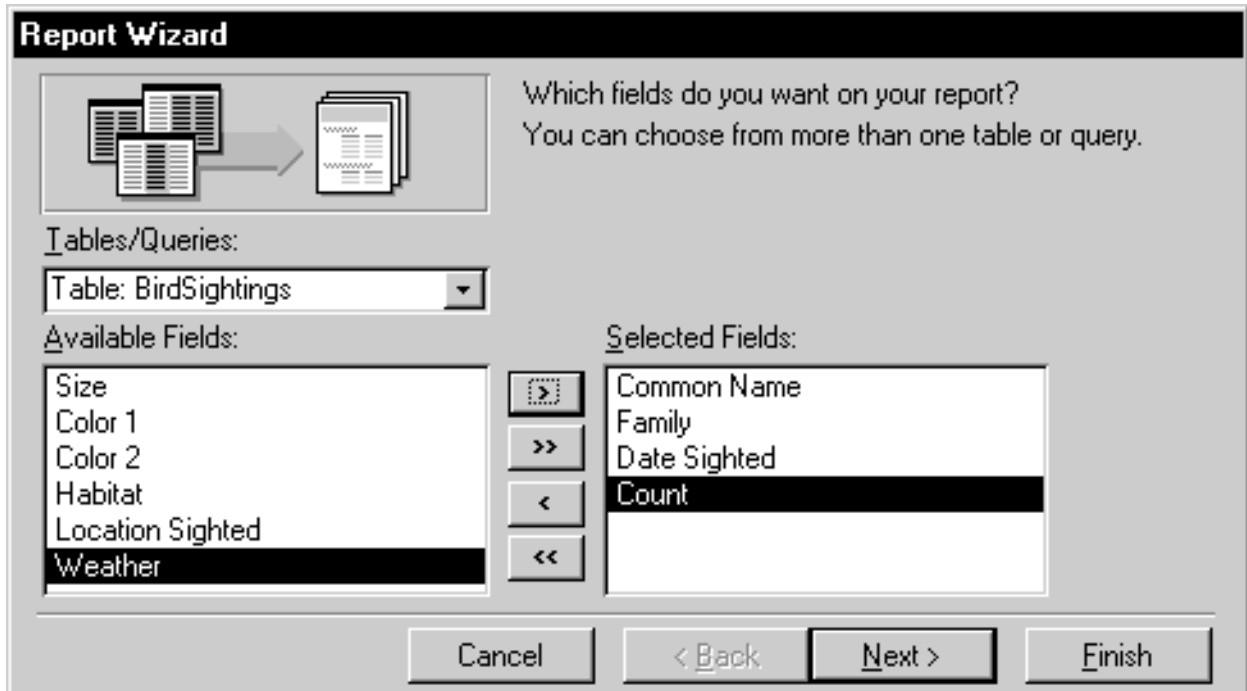 Report Wizard
Which fields do you want on your report?
You can choose from more than one table or query.
Tables/Queries:
Table: BirdSightings
Available Fields:
Size
Color 1
Color 2
Habitat
Location Sighted
Weather
>
>>
<
<<
Selected Fields:
Common Name
Family
Date Sighted
Count
Cancel
< Back
Next >
Finish